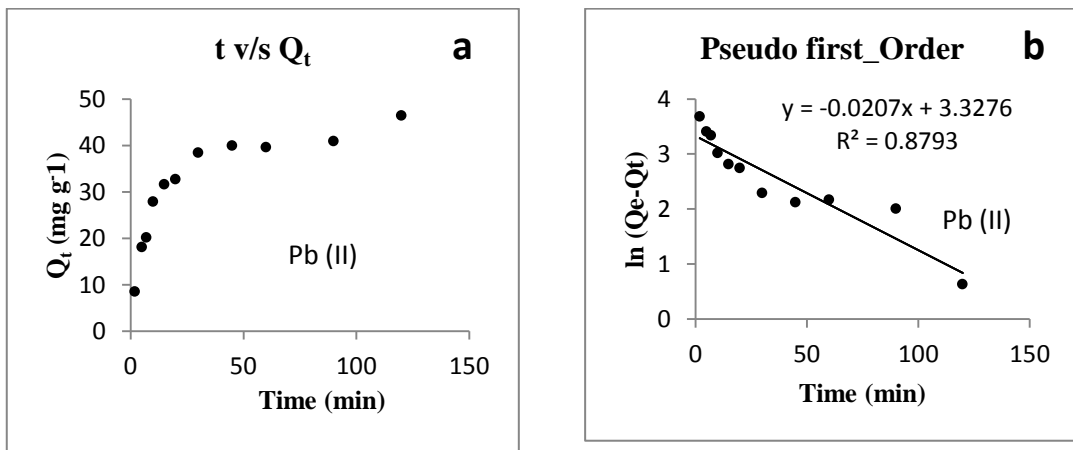 t v/s Qt
a
50
40
30
20
10
0
Qt (mg g-1)
Pb (II)
0 50 100 150
Time (min)
Pseudo first_Order
b
y = -0.0207x + 3.3276
R² = 0.8793
4
3
2
1
0
ln (Qe-Qt)
Pb (II)
0 50 100 150
Time (min)